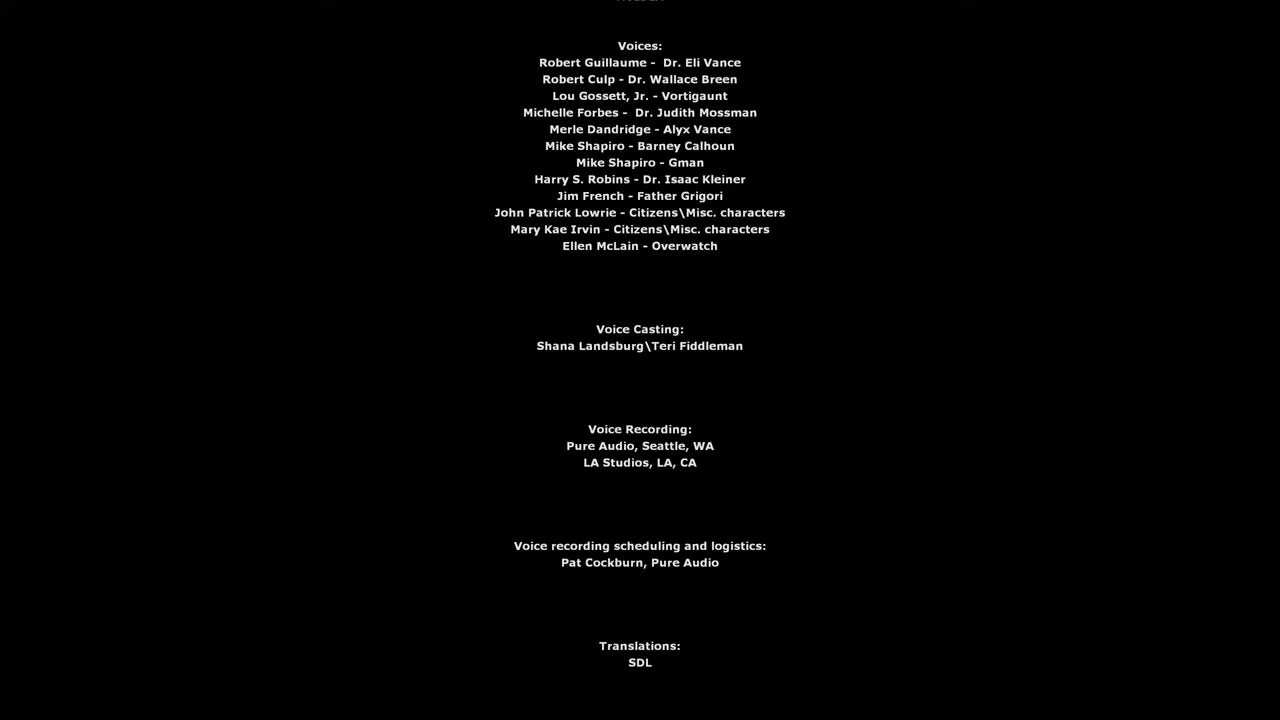 Voices:
Robert Guillaume -  Dr. Eli Vance
Robert Culp - Dr. Wallace Breen
Lou Gossett, Jr. - Vortigaunt
Michelle Forbes -  Dr. Judith Mossman
Merle Dandridge - Alyx Vance
Mike Shapiro - Barney Calhoun
Mike Shapiro - Gman
Harry S. Robins - Dr. Isaac Kleiner
Jim French - Father Grigori
John Patrick Lowrie - Citizens\Misc. characters
Mary Kae Irvin - Citizens\Misc. characters
Ellen McLain - Overwatch
Voice Casting:
Shana Landsburg\Teri Fiddleman
Voice Recording:
Pure Audio, Seattle, WA
LA Studios, LA, CA
Voice recording scheduling and logistics:
Pat Cockburn, Pure Audio
Translations:
SDL